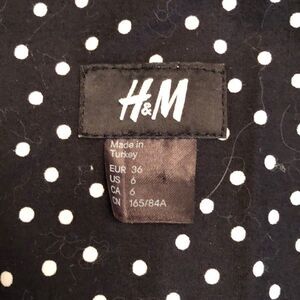 H&M
Made in
Turkey
EUR 36
US 6
CA 6
CN 165/84A